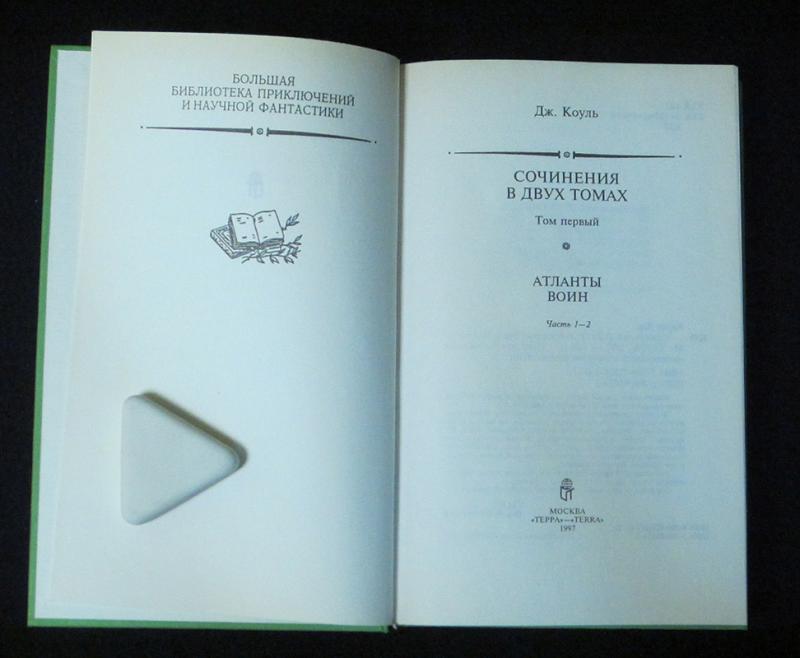 БОЛЬШАЯ
БИБЛИОТЕКА ПРИКЛЮЧЕНИЙ
И НАУЧНОЙ ФАНТАСТИКИ
Дж. Коуль
СОЧИНЕНИЯ
В ДВУХ ТОМАХ
Том первый
АТЛАНТЫ
ВОИН
Часть 1—2
МОСКВА
«ТЕРРА»—«TERRA»
1997